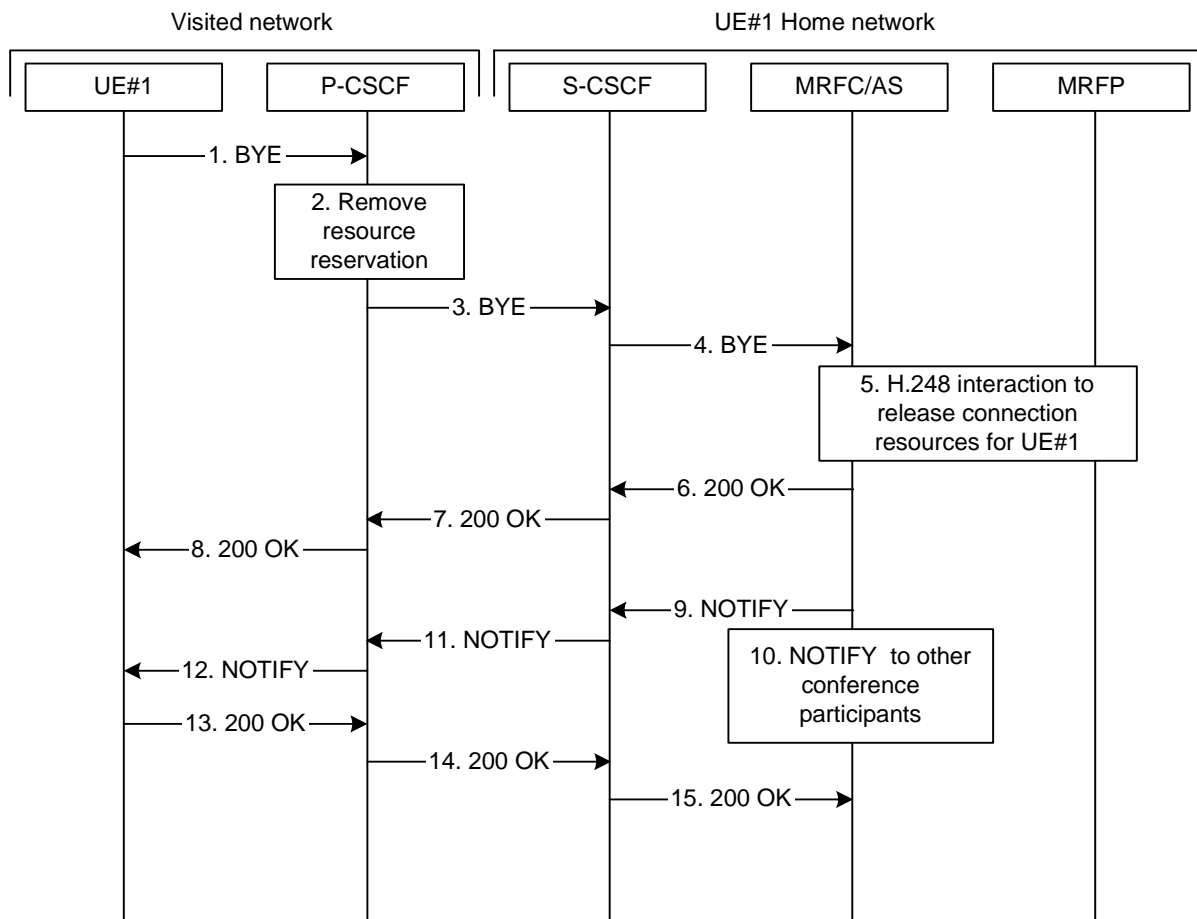 Visited network
UE#1 Home network
UE#1
P-CSCF
S-CSCF
MRFC/AS
MRFP
1. BYE
2. Remove
resource
reservation
3. BYE
4. BYE
5. H.248 interaction to
release connection
resources for UE#1
6. 200 OK
7. 200 OK
8. 200 OK
9. NOTIFY
11. NOTIFY
10. NOTIFY to other
conference
participants
12. NOTIFY
13. 200 OK
14. 200 OK
15. 200 OK